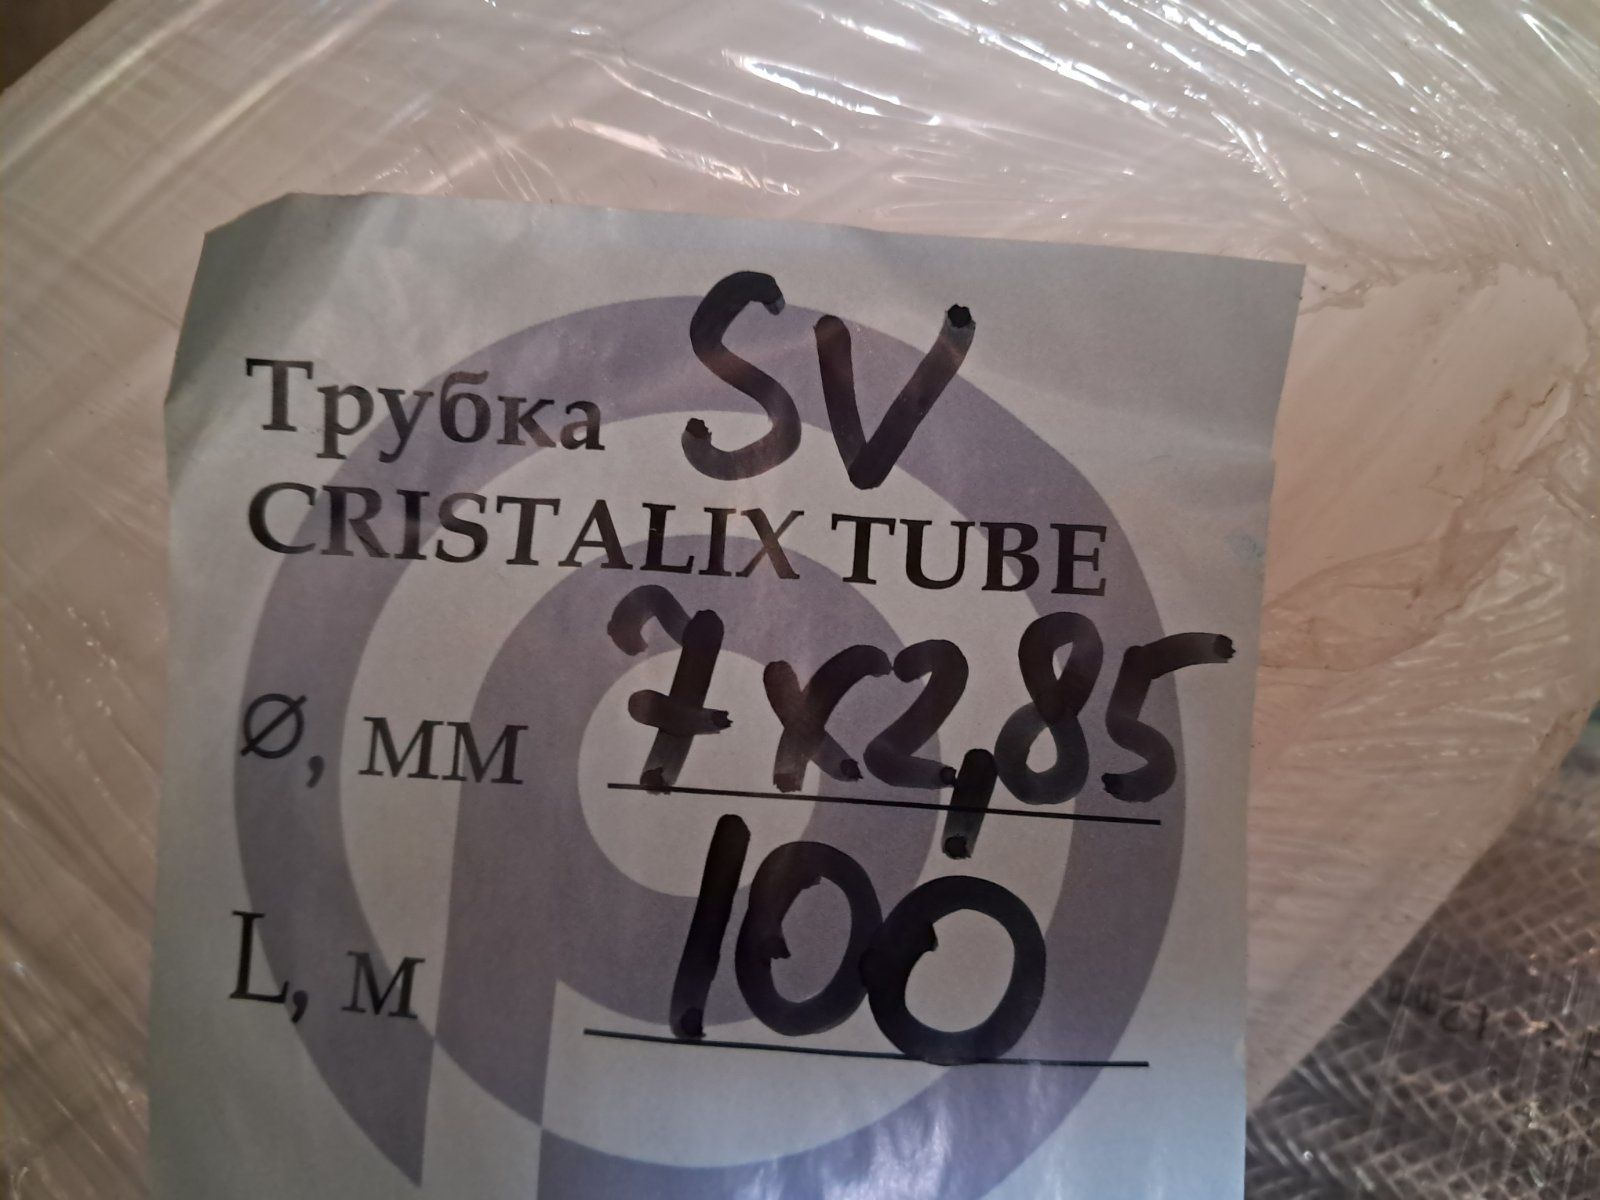 Трубка SV
CRISTALIX TUBE
Ø, мм 7x2,85
L, м 100